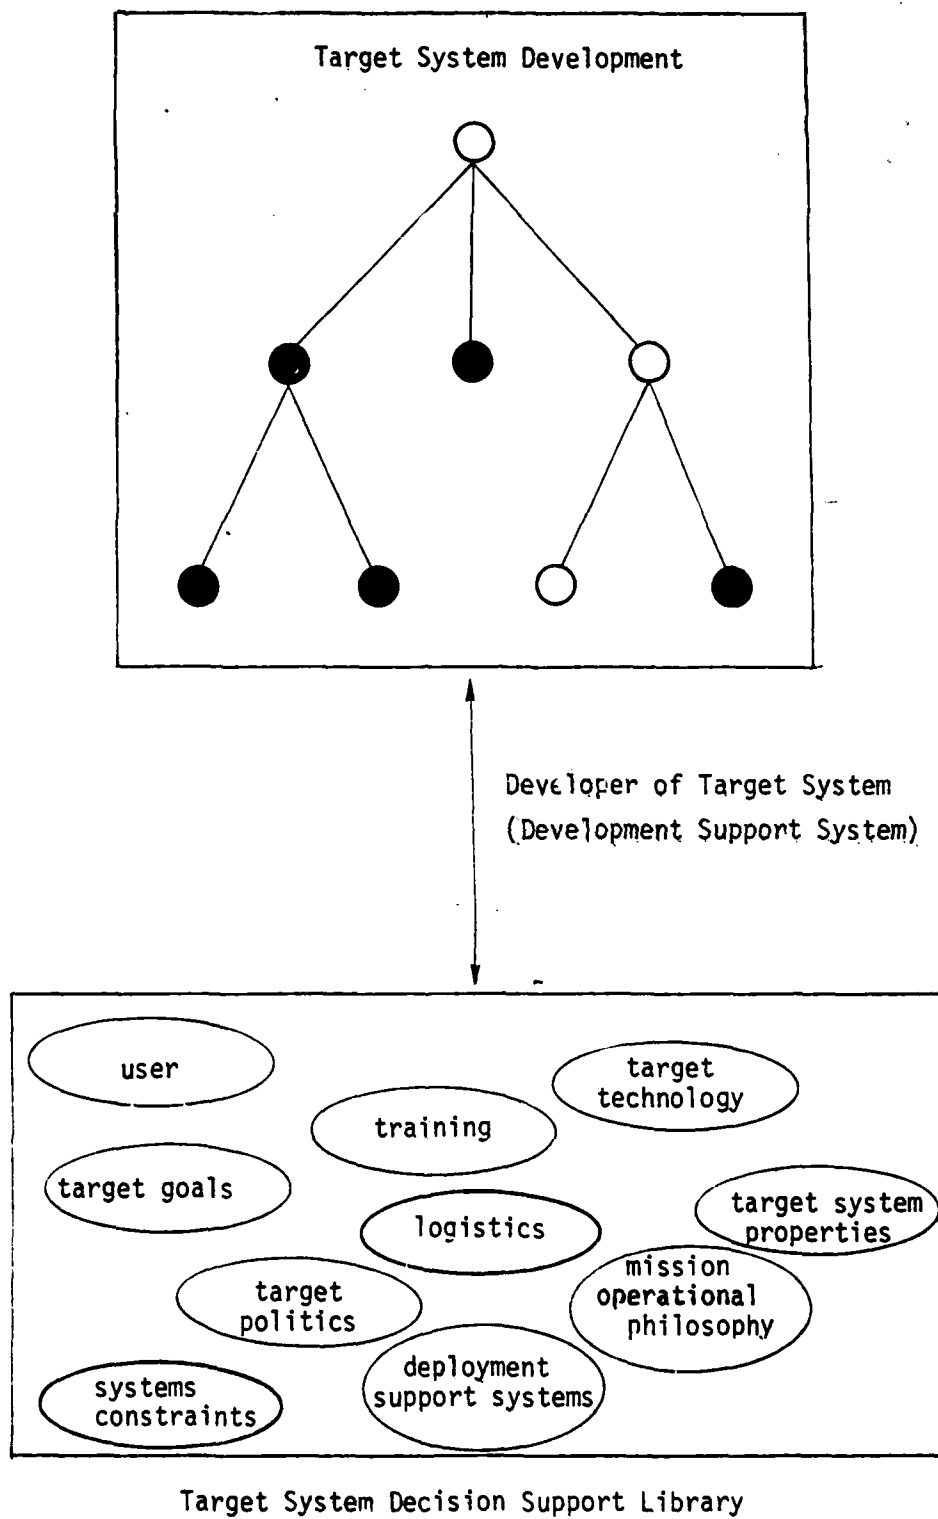 Target System Development
Developer of Target System
(Development Support System)
user
target
technology
training
target goals
target system
properties
logistics
mission
operational
philosophy
target
politics
deployment
support systems
systems
constraints
Target System Decision Support Library